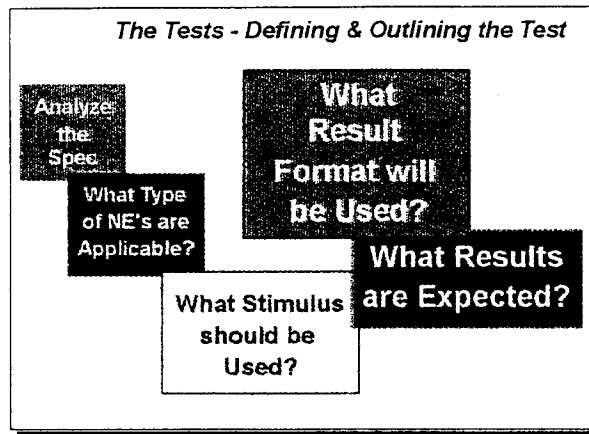 The Tests - Defining & Outlining the Test
Analyze
the
Spec
What Type
of NE's are
Applicable?
What Stimulus
should be
Used?
What
Result
Format will
be Used?
What Results
are Expected?